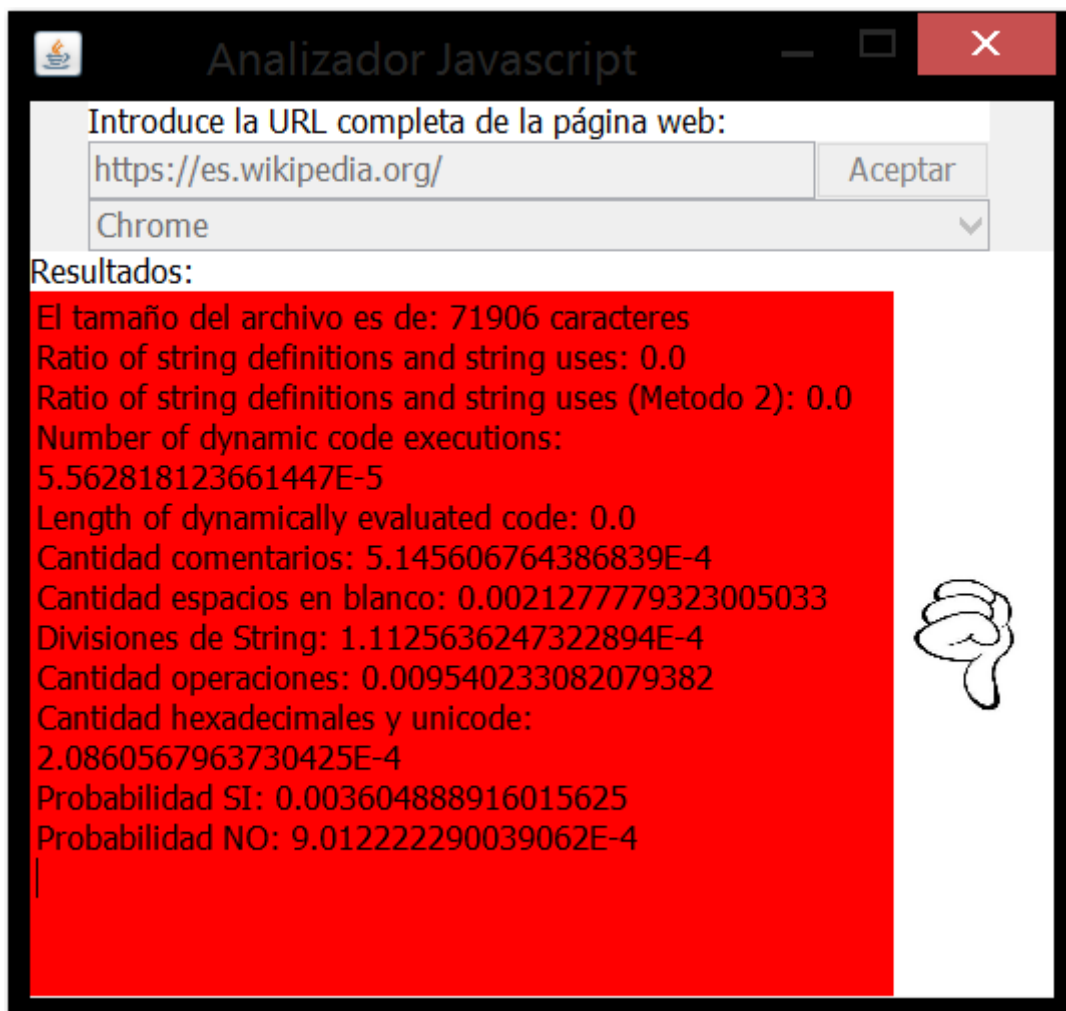 Analizador Javascript
Introduce la URL completa de la página web:
https://es.wikipedia.org/
Aceptar
Chrome
Resultados:
El tamaño del archivo es de: 71906 caracteres
Ratio of string definitions and string uses: 0.0
Ratio of string definitions and string uses (Metodo 2): 0.0
Number of dynamic code executions:
5.562818123661447E-5
Length of dynamically evaluated code: 0.0
Cantidad comentarios: 5.145606764386839E-4
Cantidad espacios en blanco: 0.0021277779323005033
Divisiones de String: 1.1125636247322894E-4
Cantidad operaciones: 0.009540233082079382
Cantidad hexadecimales y unicode:
2.0860567963730425E-4
Probabilidad SI: 0.003604888916015625
Probabilidad NO: 9.012222290039062E-4